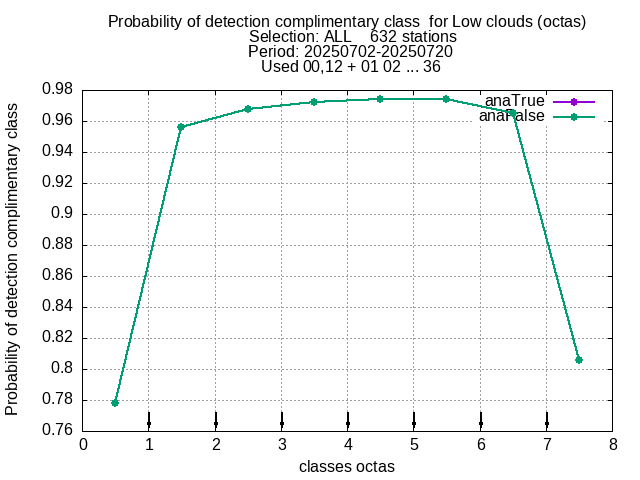 Probability of detection complimentary class  for Low clouds (octas)
Selection: ALL    632 stations
Period: 20250702-20250720
Used 00,12 + 01 02 ... 36
anaTrue
anaFalse
Probability of detection complimentary class
0.98
0.96
0.94
0.92
0.9
0.88
0.86
0.84
0.82
0.8
0.78
0.76
0 1 2 3 4 5 6 7 8
classes octas